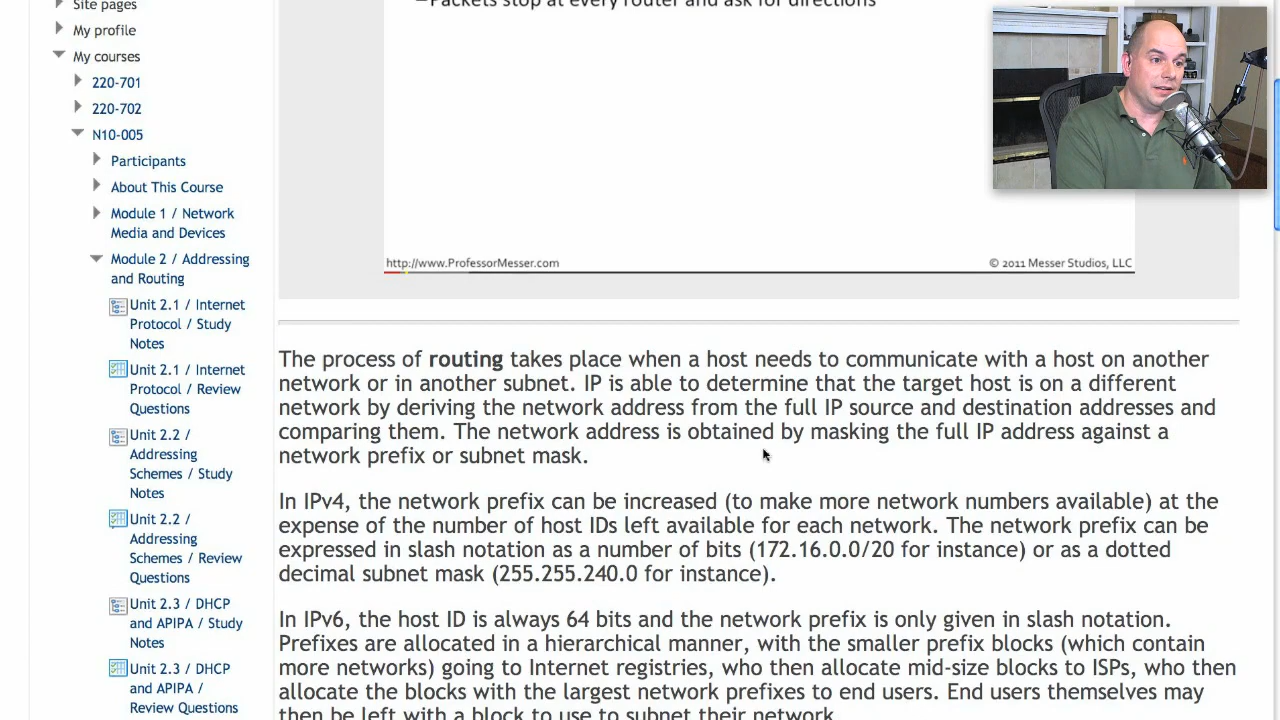 Site pages
My profile
My courses
220-701
220-702
N10-005
Participants
About This Course
Module 1 / Network
Media and Devices
Module 2 / Addressing
and Routing
Unit 2.1 / Internet
Protocol / Study
Notes
Unit 2.1 / Internet
Protocol / Review
Questions
Unit 2.2 /
Addressing
Schemes / Study
Notes
Unit 2.2 /
Addressing
Schemes / Review
Questions
Unit 2.3 / DHCP
and APIPA / Study
Notes
Unit 2.3 / DHCP
and APIPA /
Review Questions
—Packets stop at every router and ask for directions
http://www.ProfessorMesser.com
© 2011 Messer Studios, LLC
The process of routing takes place when a host needs to communicate with a host on another
network or in another subnet. IP is able to determine that the target host is on a different
network by deriving the network address from the full IP source and destination addresses and
comparing them. The network address is obtained by masking the full IP address against a
network prefix or subnet mask.
In IPv4, the network prefix can be increased (to make more network numbers available) at the
expense of the number of host IDs left available for each network. The network prefix can be
expressed in slash notation as a number of bits (172.16.0.0/20 for instance) or as a dotted
decimal subnet mask (255.255.240.0 for instance).
In IPv6, the host ID is always 64 bits and the network prefix is only given in slash notation.
Prefixes are allocated in a hierarchical manner, with the smaller prefix blocks (which contain
more networks) going to Internet registries, who then allocate mid-size blocks to ISPs, who then
allocate the blocks with the largest network prefixes to end users. End users themselves may
then be left with a block to use to subnet their network.